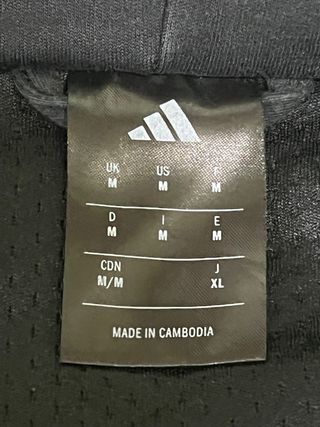 UK US F
M M M
D I E
M M M
CDN J
M/M XL
MADE IN CAMBODIA